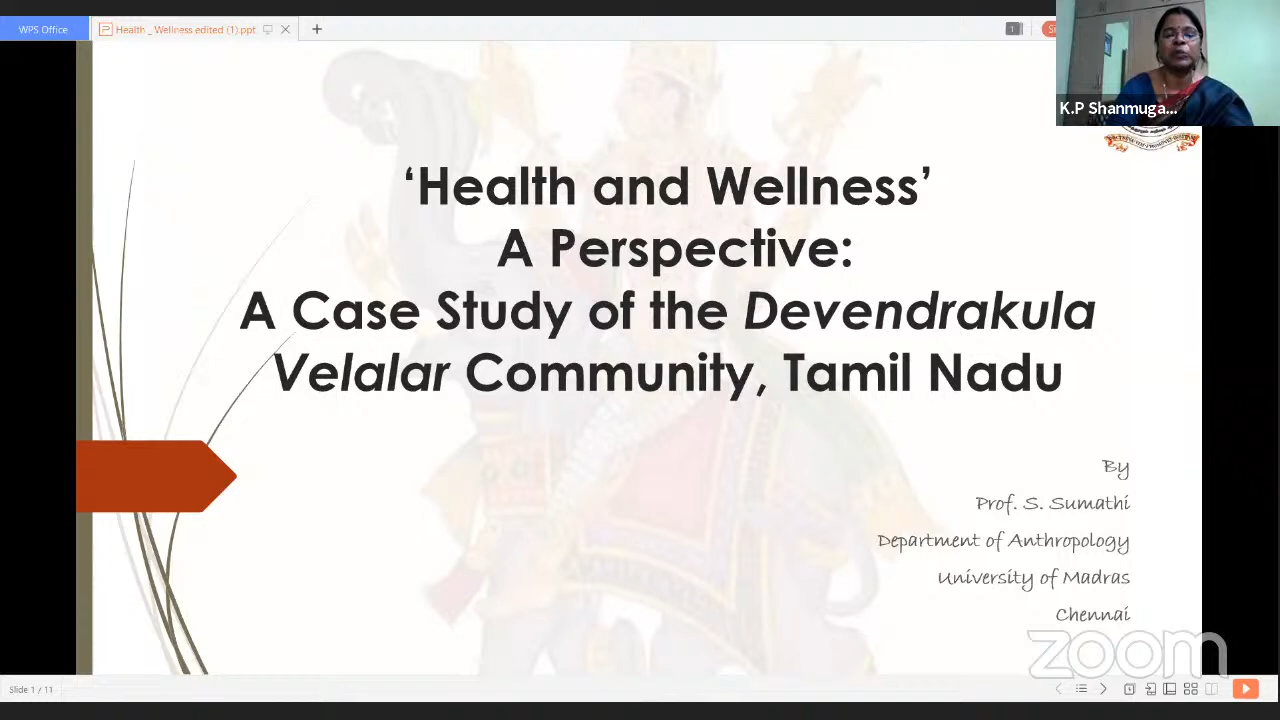 WPS Office
Health _ Wellness edited (1).ppt
1
K.P Shanmuga...
‘Health and Wellness’
A Perspective:
A Case Study of the Devendrakula
Velalar Community, Tamil Nadu
By
Prof. S. Sumathi
Department of Anthropology
University of Madras
Chennai
zoom
Slide 1 / 11